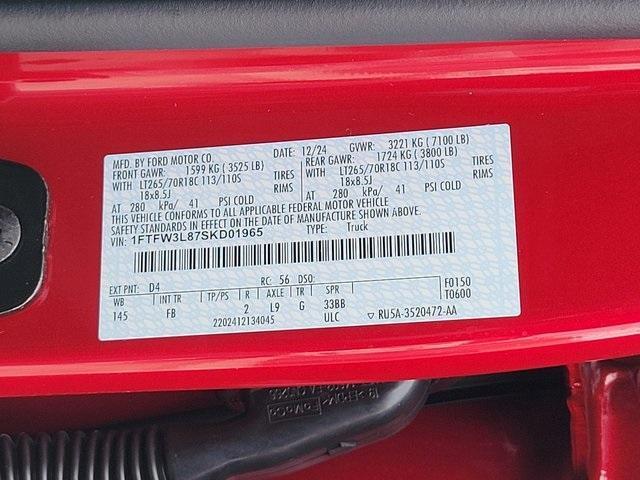 MFD. BY FORD MOTOR CO.
DATE: 12/24 GVWR: 3221 KG ( 7100 LB)
FRONT GAWR: 1599 KG ( 3525 LB) REAR GAWR: 1724 KG ( 3800 LB)
WITH LT265/70R18C 113/110S TIRES WITH LT265/70R18C 113/110S TIRES
18x8.5J RIMS 18x8.5J RIMS
AT 280 kPa/ 41 PSI COLD AT 280 kPa/ 41 PSI COLD
THIS VEHICLE CONFORMS TO ALL APPLICABLE FEDERAL MOTOR VEHICLE
SAFETY STANDARDS IN EFFECT ON THE DATE OF MANUFACTURE SHOWN ABOVE.
VIN: 1FTFW3L87SKD01965 TYPE: Truck
EXT PNT: D4 RC: 56 DSO: F0150
WB INT TR TP/PS R AXLE TR SPR T0600
145 FB 2 L9 G 33BB
2202412134045 ULC ▽ RU5A-3520472-AA
FoMoCo